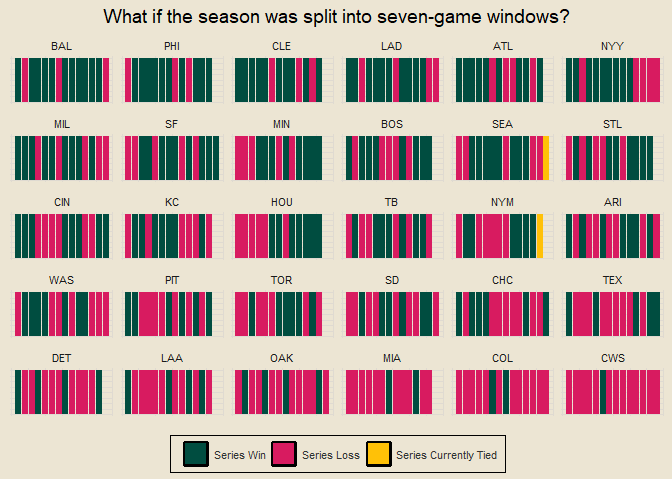 What if the season was split into seven-game windows?
BAL PHI CLE LAD ATL NYY
MIL SF MIN BOS SEA STL
CIN KC HOU TB NYM ARI
WAS PIT TOR SD CHC TEX
DET LAA OAK MIA COL CWS
Series Win Series Loss Series Currently Tied